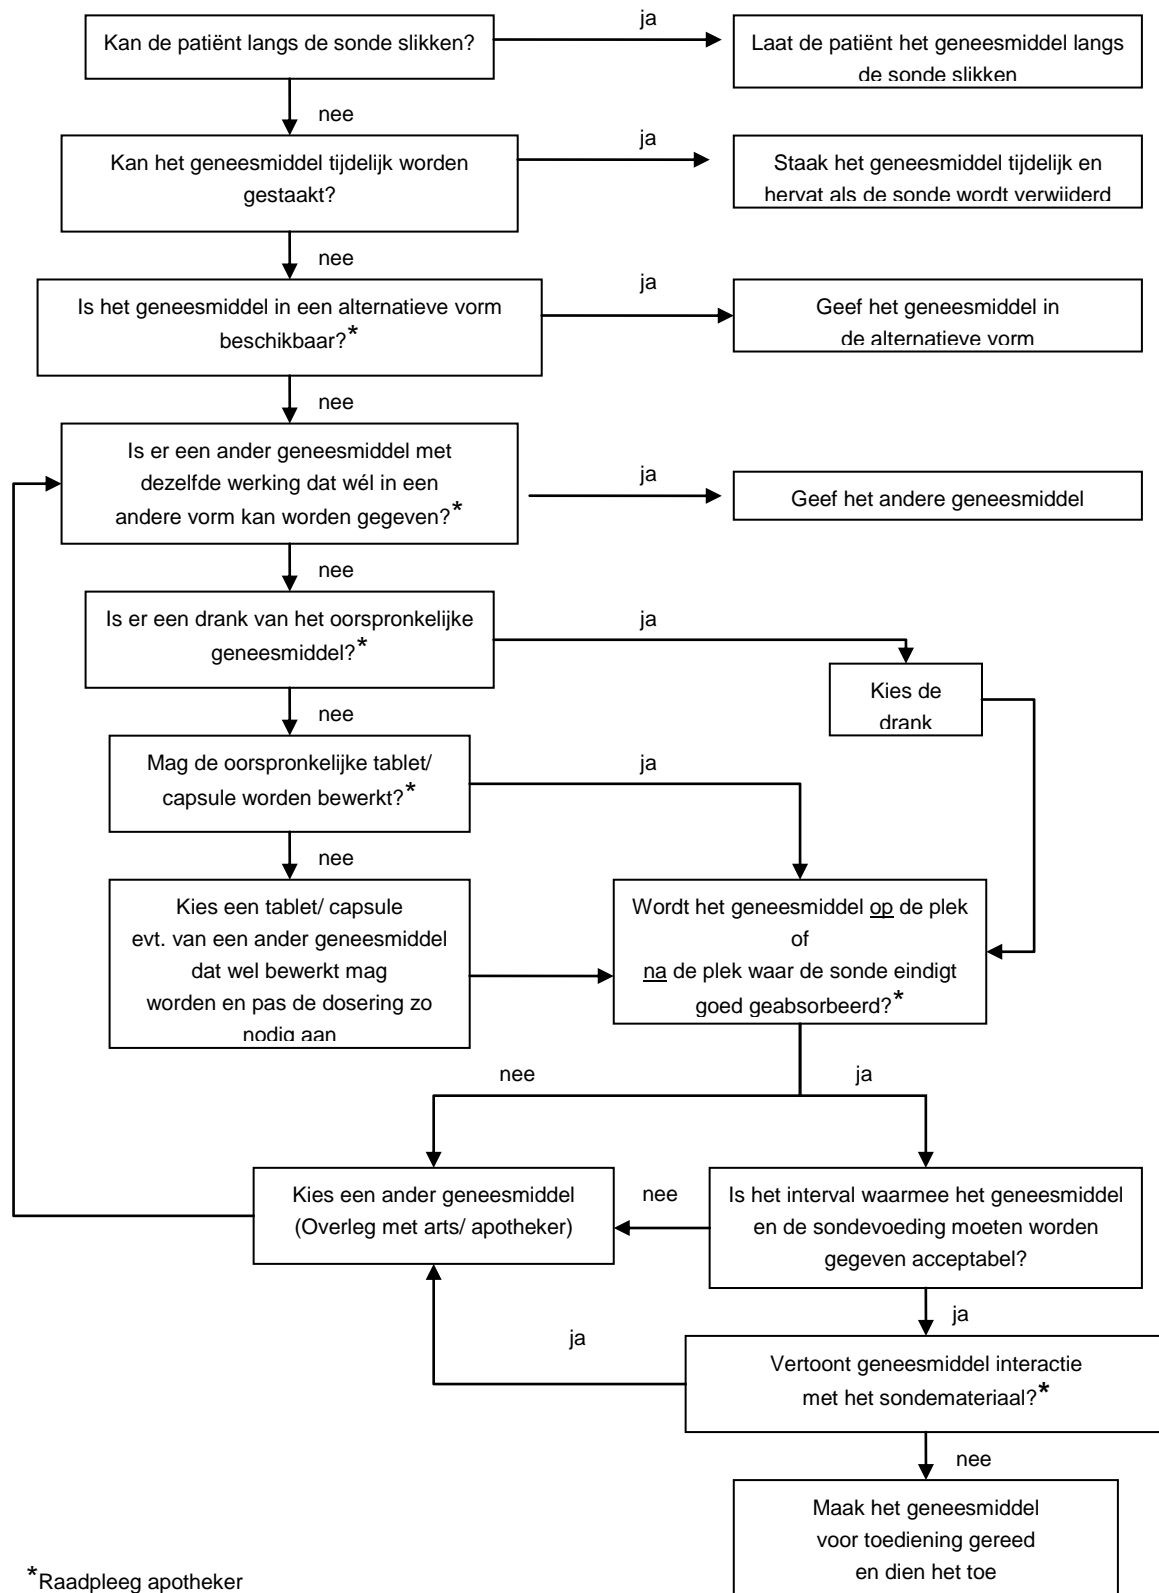 Kan de patiënt langs de sonde slikken?
ja
Laat de patiënt het geneesmiddel langs
de sonde slikken
nee
Kan het geneesmiddel tijdelijk worden
gestaakt?
ja
Staak het geneesmiddel tijdelijk en
hervat als de sonde wordt verwijderd
nee
Is het geneesmiddel in een alternatieve vorm
beschikbaar?*
ja
Geef het geneesmiddel in
de alternatieve vorm
nee
Is er een ander geneesmiddel met
dezelfde werking dat wél in een
andere vorm kan worden gegeven?*
ja
Geef het andere geneesmiddel
nee
Is er een drank van het oorspronkelijke
geneesmiddel?*
ja
Kies de
drank
nee
Mag de oorspronkelijke tablet/
capsule worden bewerkt?*
ja
nee
Kies een tablet/ capsule
evt. van een ander geneesmiddel
dat wel bewerkt mag
worden en pas de dosering zo
nodig aan
Wordt het geneesmiddel op de plek
of
na de plek waar de sonde eindigt
goed geabsorbeerd?*
nee
ja
Kies een ander geneesmiddel
(Overleg met arts/ apotheker)
nee
Is het interval waarmee het geneesmiddel
en de sondevoeding moeten worden
gegeven acceptabel?
ja
ja
Vertoont geneesmiddel interactie
met het sondemateriaal?*
nee
Maak het geneesmiddel
voor toediening gereed
en dien het toe
*Raadpleeg apotheker